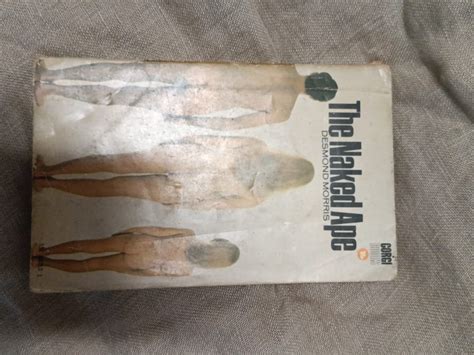 The Naked Ape
DESMOND MORRIS
CORGI